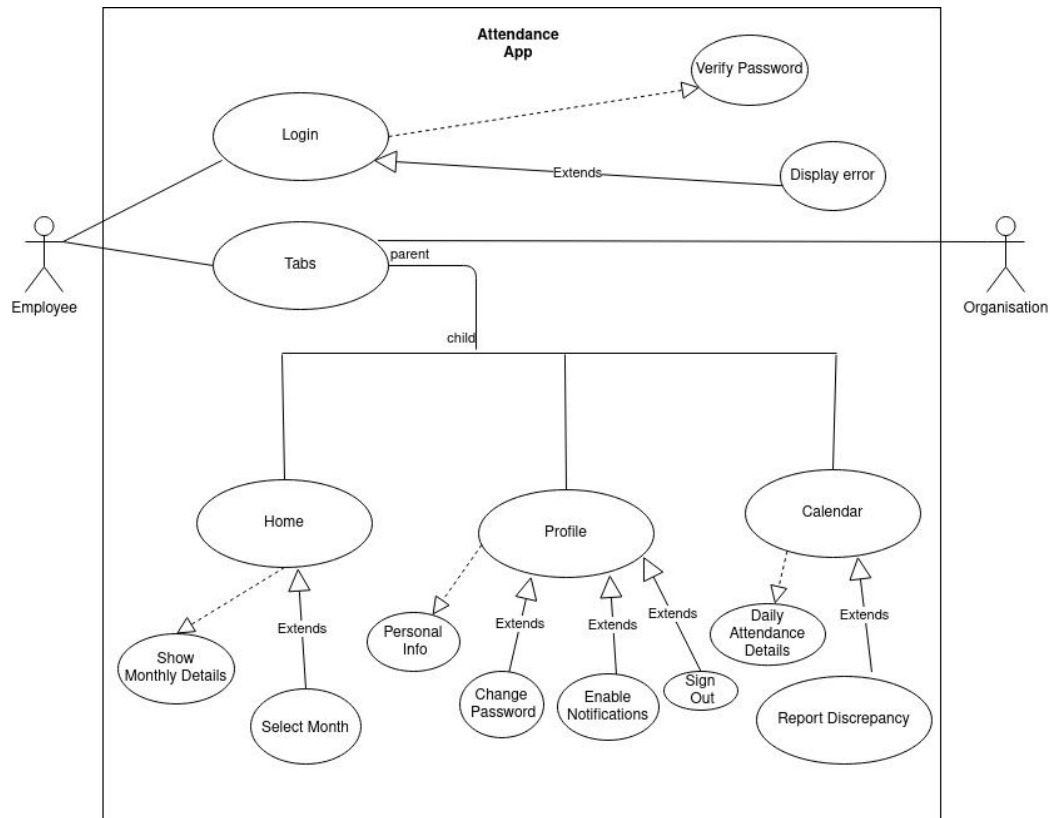 Attendance
App
Verify Password
Login
Extends
Display error
Tabs
parent
Employee
Organisation
child
Home
Profile
Calendar
Extends
Extends
Extends
Extends
Extends
Show
Monthly Details
Personal
Info
Daily
Attendance
Details
Select Month
Change
Password
Enable
Notifications
Sign
Out
Report Discrepancy